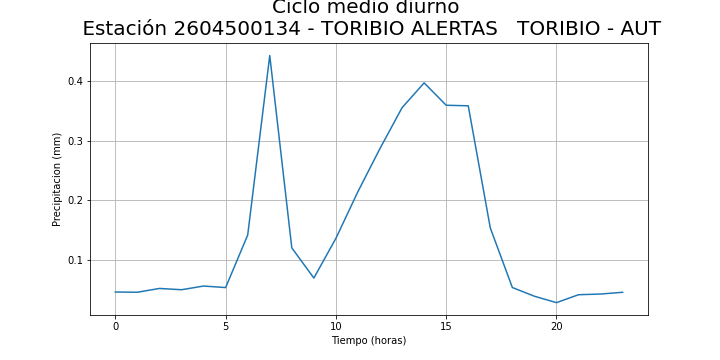 Ciclo medio diurno
Estación 2604500134 - TORIBIO ALERTAS   TORIBIO - AUT
0.4
0.3
0.2
0.1
Precipitacion (mm)
0 5 10 15 20
Tiempo (horas)